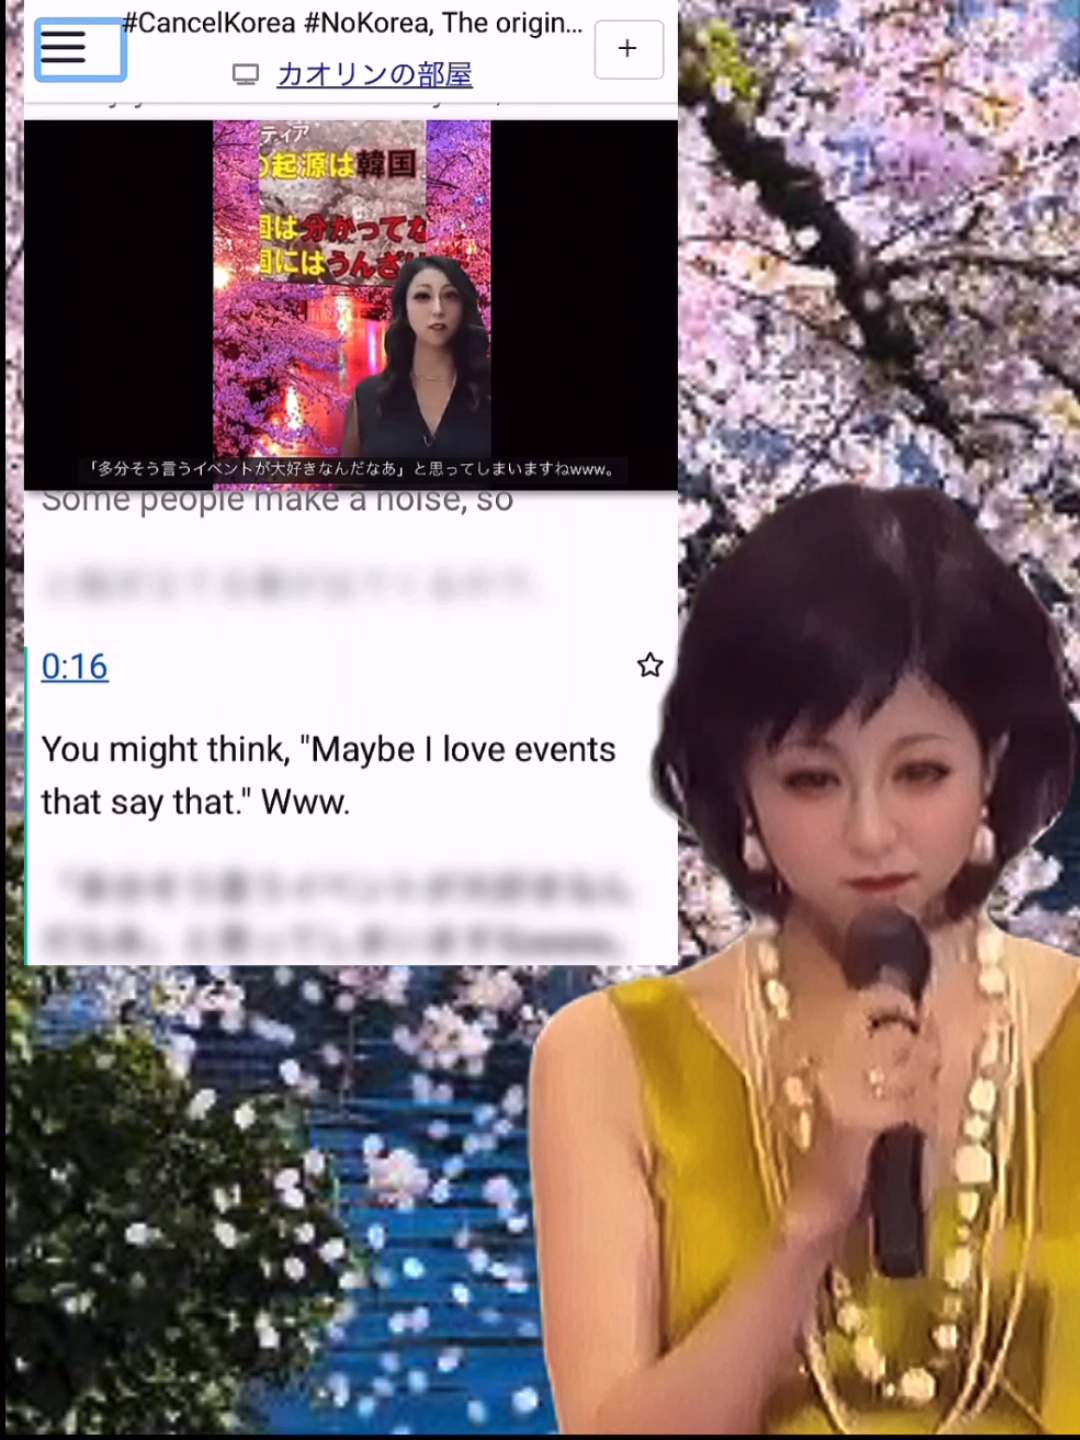 #CancelKorea #NoKorea, The origin...
カオリンの部屋
ティア
起源は韓国
国は分かってな
国にはうんざ
「多分そう言うイベントが大好きなんだなあ」と思ってしまいますねwww。
Some people make a noise, so
0:16
You might think, "Maybe I love events
that say that." Www.